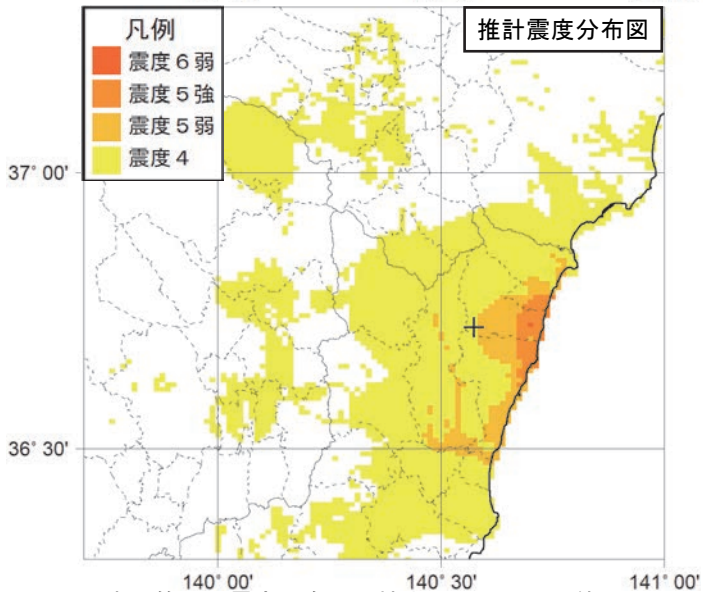 凡例
震度６弱
震度５強
震度５弱
震度４
推計震度分布図
37° 00'
36° 30'
140° 00'
140° 30'
141° 00'